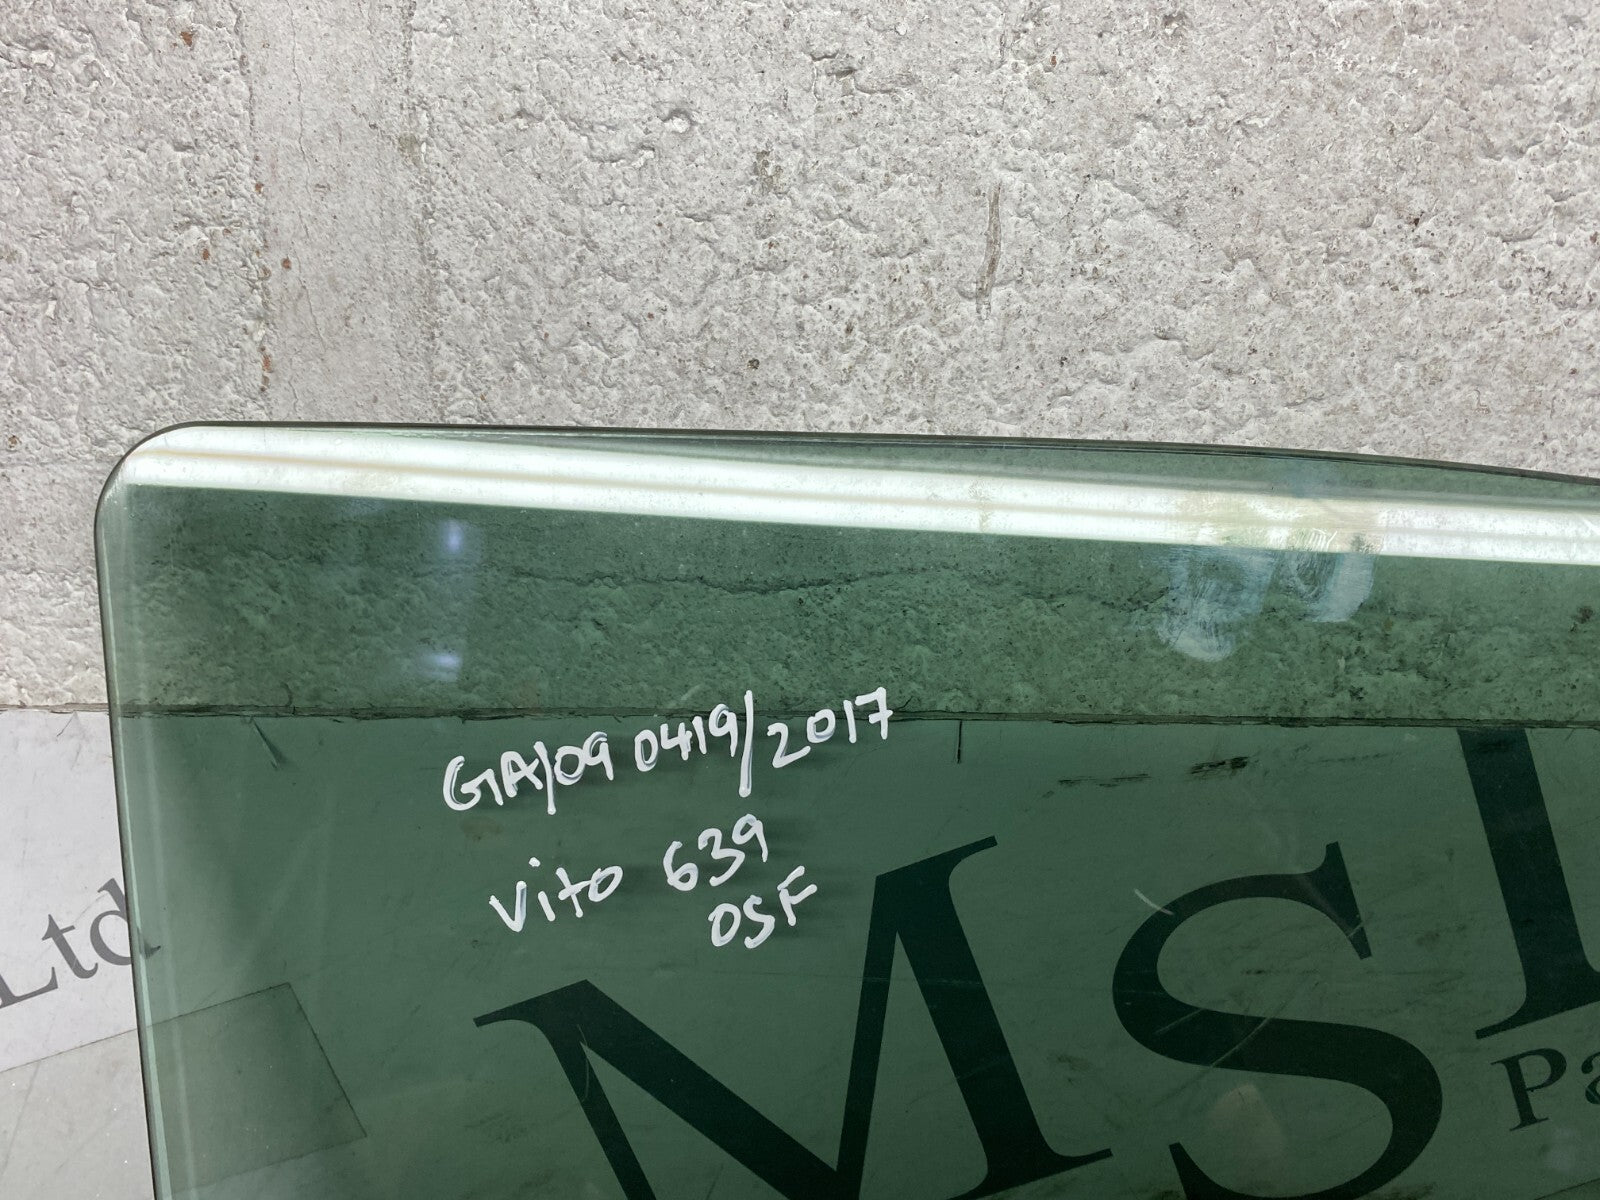 GA/09 0419/2017
Vito 639
OSF
Ltd
MS
Pa